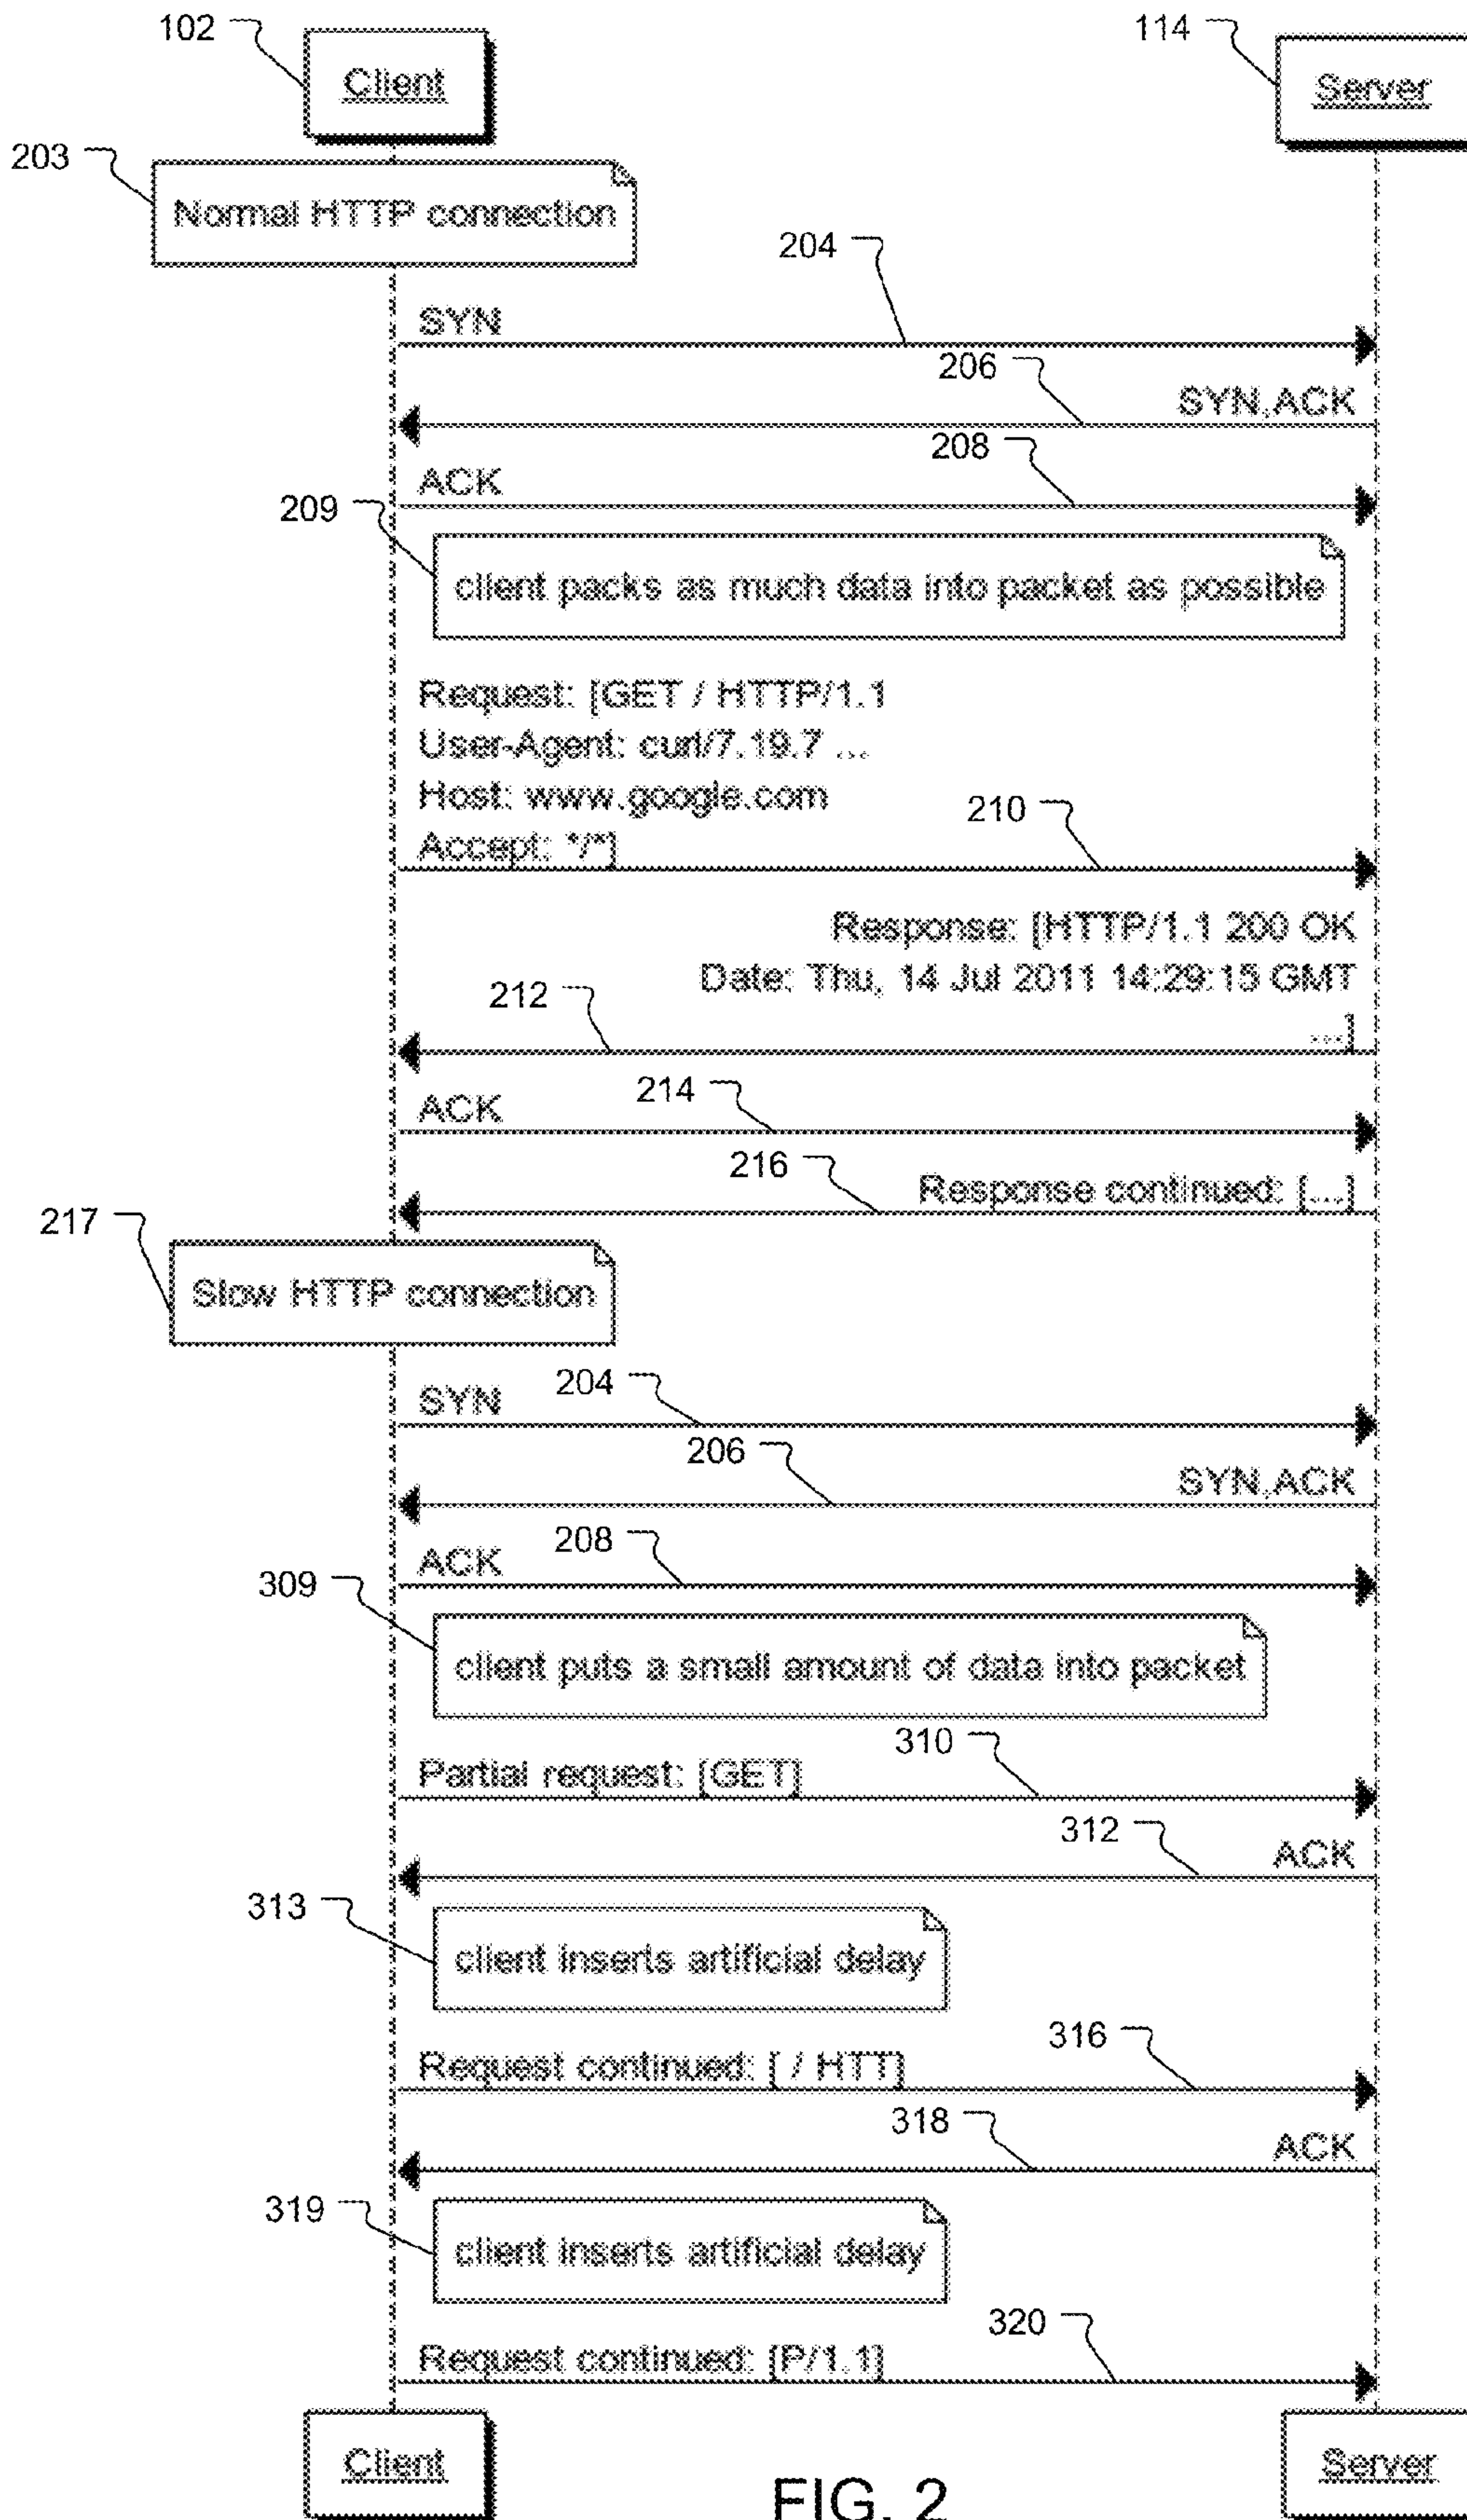 102
Client
114
Server
203
Normal HTTP connection
204
SYN
206
SYN,ACK
208
ACK
209
client packs as much data into packet as possible
Request: [GET / HTTP/1.1
User-Agent: curl/7.19.7 ...
Host: www.google.com
210
Accept: */*]
Response: [HTTP/1.1 200 OK
Date: Thu, 14 Jul 2011 14:29:15 GMT
212
...]
214
ACK
216
Response continued: [...]
217
Slow HTTP connection
204
SYN
206
SYN,ACK
208
ACK
309
client puts a small amount of data into packet
310
Partial request: [GET]
312
ACK
313
client inserts artificial delay
316
Request continued: [ / HTT]
318
ACK
319
client inserts artificial delay
320
Request continued: [P/1.1]
Client
Server
FIG. 2